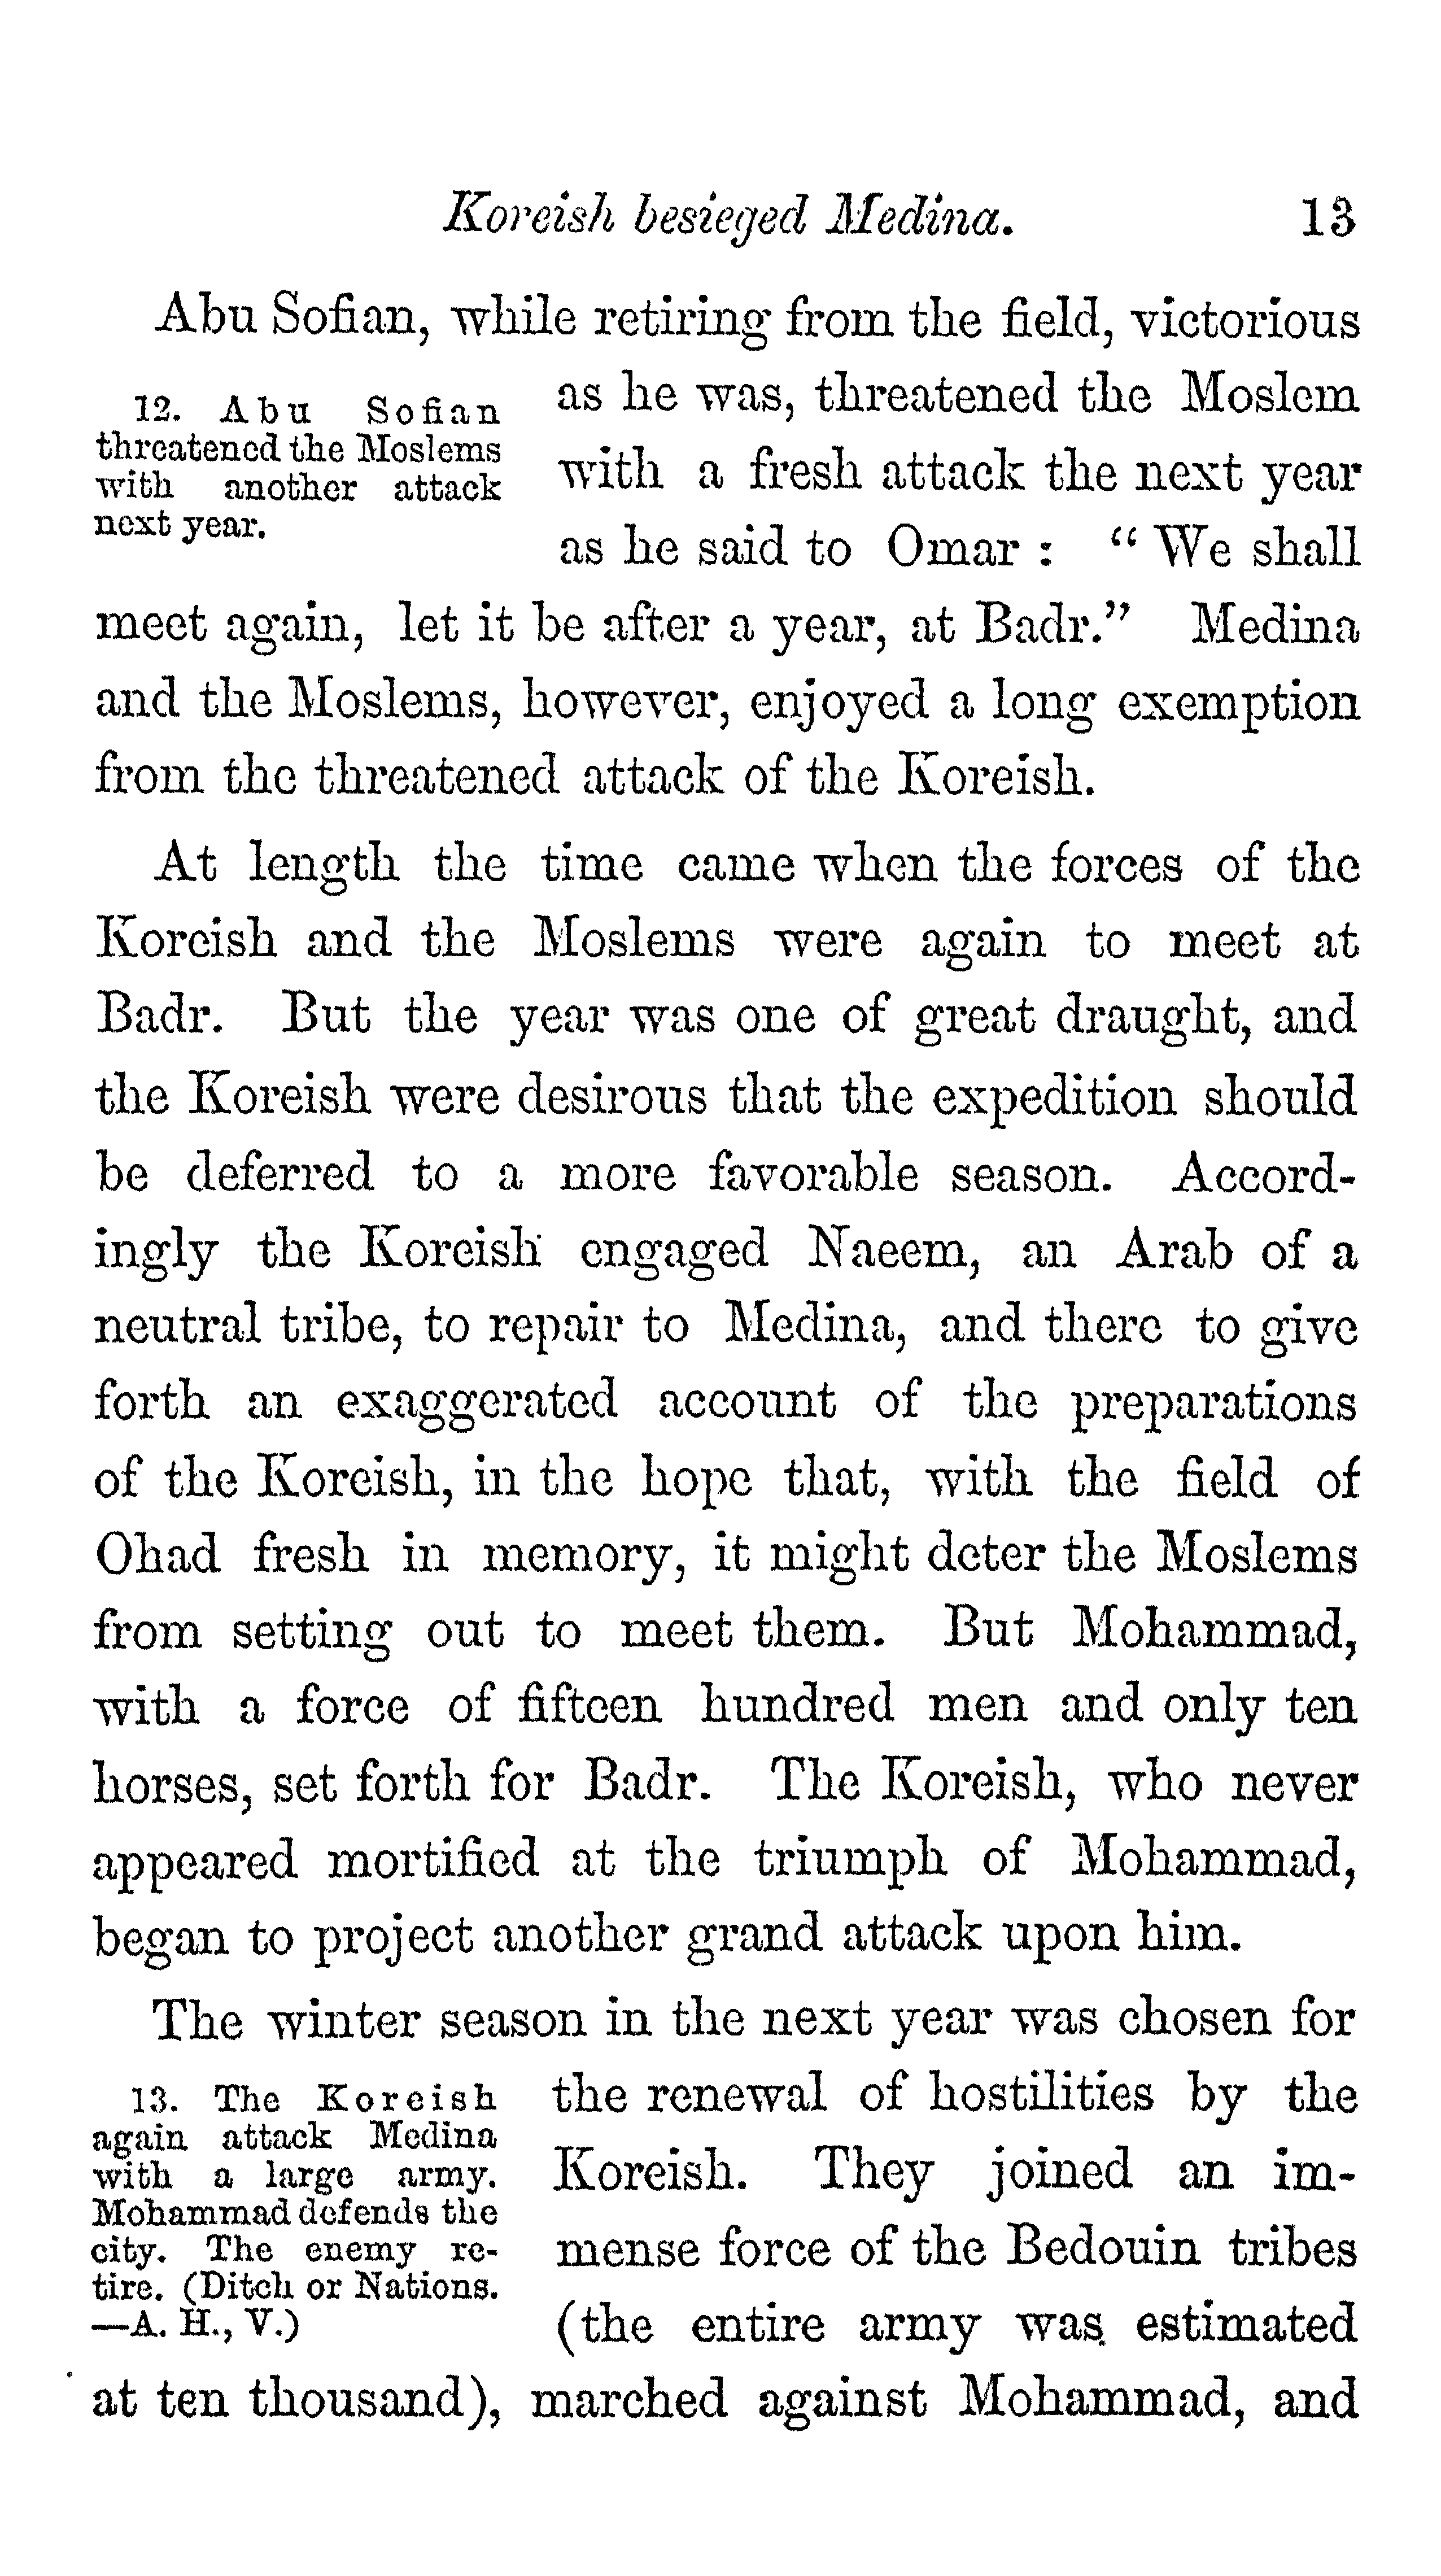 Koreish besieged Medina. 13
Abu Sofian, while retiring from the field, victorious
12. Abu Sofian
threatened the Moslems
with another attack
next year.
as he was, threatened the Moslem
with a fresh attack the next year
as he said to Omar : “ We shall
meet again, let it be after a year, at Badr.” Medina
and the Moslems, however, enjoyed a long exemption
from the threatened attack of the Koreish.
At length the time came when the forces of the
Koreish and the Moslems were again to meet at
Badr. But the year was one of great draught, and
the Koreish were desirous that the expedition should
be deferred to a more favorable season. Accord-
ingly the Koreish engaged Naeem, an Arab of a
neutral tribe, to repair to Medina, and there to give
forth an exaggerated account of the preparations
of the Koreish, in the hope that, with the field of
Ohad fresh in memory, it might deter the Moslems
from setting out to meet them. But Mohammad,
with a force of fifteen hundred men and only ten
horses, set forth for Badr. The Koreish, who never
appeared mortified at the triumph of Mohammad,
began to project another grand attack upon him.
The winter season in the next year was chosen for
13. The Koreish
again attack Medina
with a large army.
Mohammad defends the
city. The enemy re-
tire. (Ditch or Nations.
—A. H., V.)
the renewal of hostilities by the
Koreish. They joined an im-
mense force of the Bedouin tribes
(the entire army was estimated
at ten thousand), marched against Mohammad, and